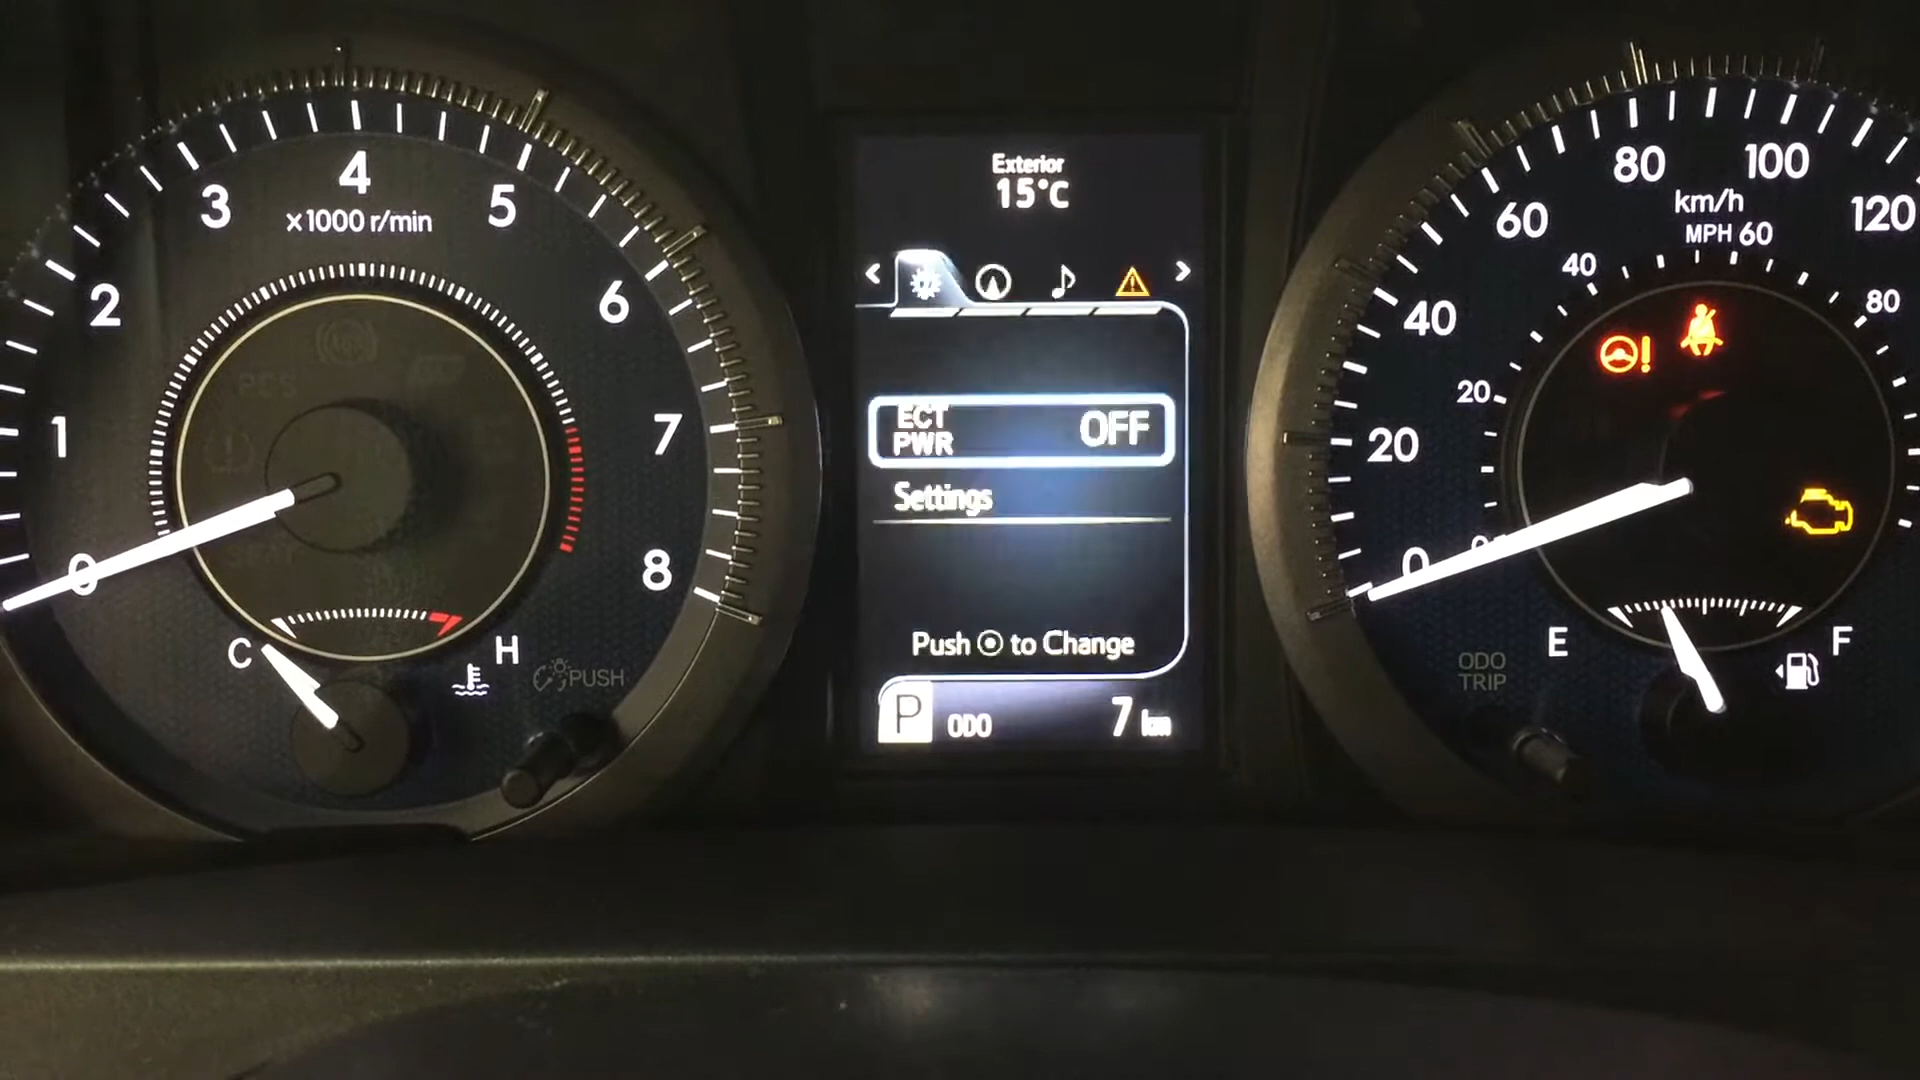 0
1
2
3
4
5
6
7
8
x1000 r/min
ABS
PCS
C
H
PUSH
Exterior
15°C
ECT
PWR
OFF
Settings
Push to Change
P ODO 7 km
0
20
40
60
80
100
120
km/h
MPH 60
20
40
80
E
F
ODO
TRIP